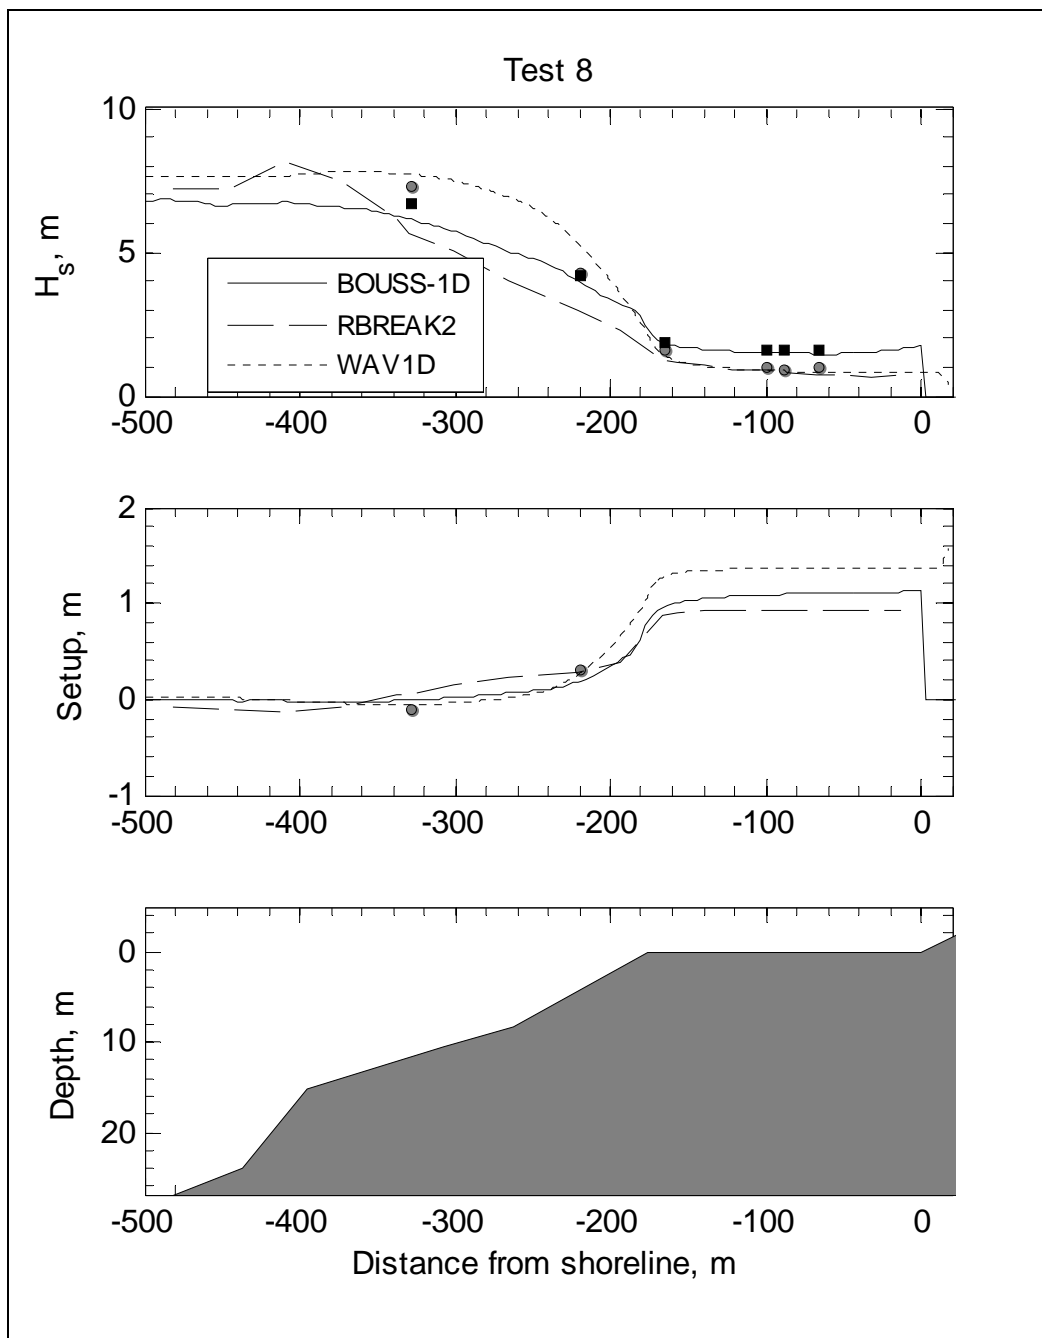 Test 8
10
5
0
H_s, m
BOUSS-1D
RBREAK2
WAV1D
-500 -400 -300 -200 -100 0
2
1
0
-1
Setup, m
-500 -400 -300 -200 -100 0
0
10
20
Depth, m
-500 -400 -300 -200 -100 0
Distance from shoreline, m